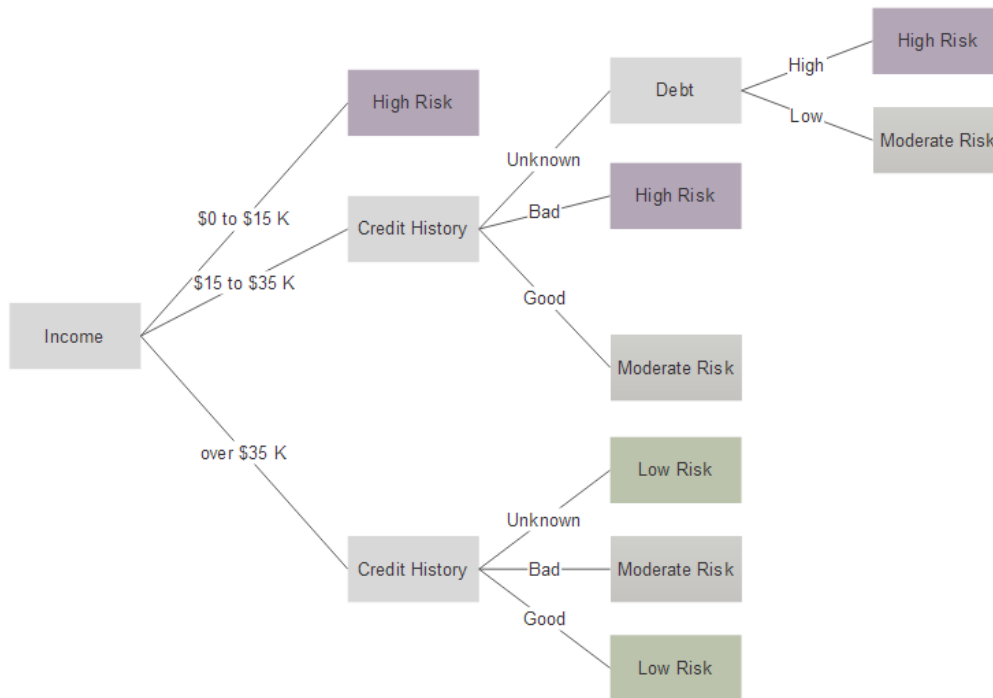 High Risk
High
Debt
High Risk
Low
Moderate Risk
Unknown
High Risk
Bad
$0 to $15 K
Credit History
$15 to $35 K
Good
Income
Moderate Risk
over $35 K
Low Risk
Unknown
Credit History
Bad
Moderate Risk
Good
Low Risk